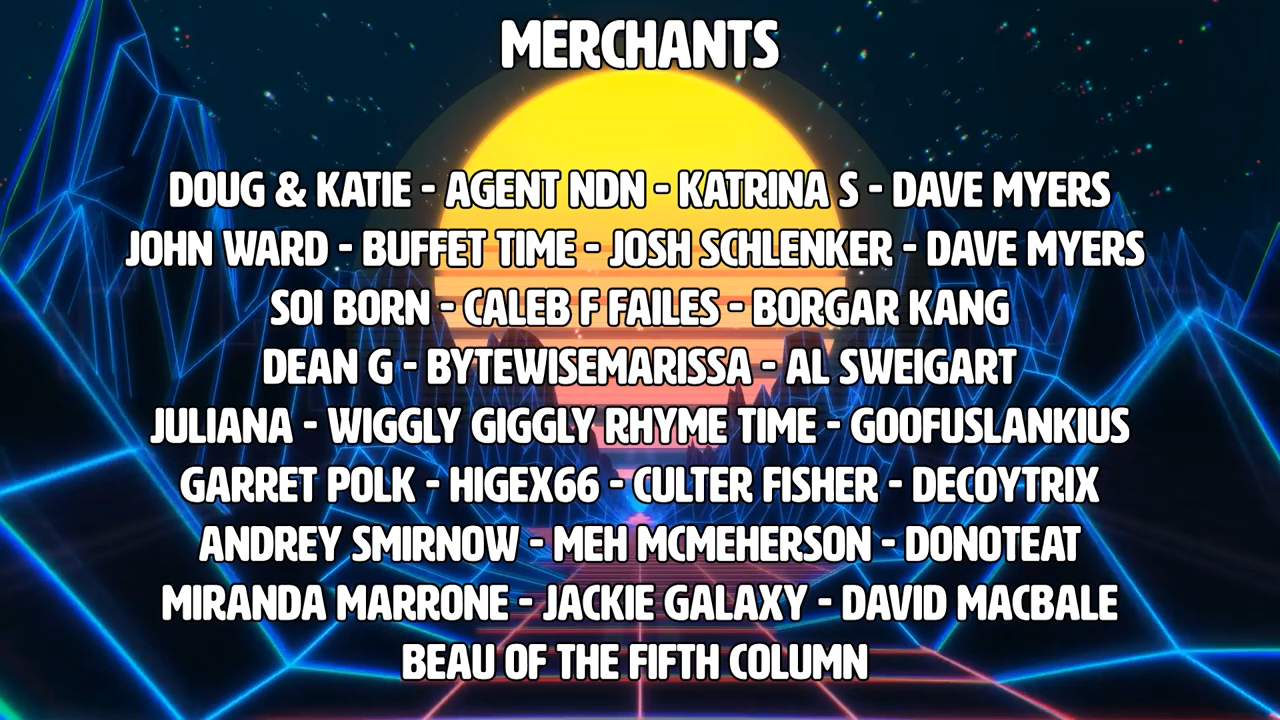 MERCHANTS
DOUG & KATIE - AGENT NDN - KATRINA S - DAVE MYERS
JOHN WARD - BUFFET TIME - JOSH SCHLENKER - DAVE MYERS
SOI BORN - CALEB F FAILES - BORGAR KANG
DEAN G - BYTEWISEMARISSA - AL SWEIGART
JULIANA - WIGGLY GIGGLY RHYME TIME - GOOFUSLANKIUS
GARRET POLK - HIGEX66 - CULTER FISHER - DECOYTRIX
ANDREY SMIRNOW - MEH MCMEHERSON - DONOTEAT
MIRANDA MARRONE - JACKIE GALAXY - DAVID MACBALE
BEAU OF THE FIFTH COLUMN